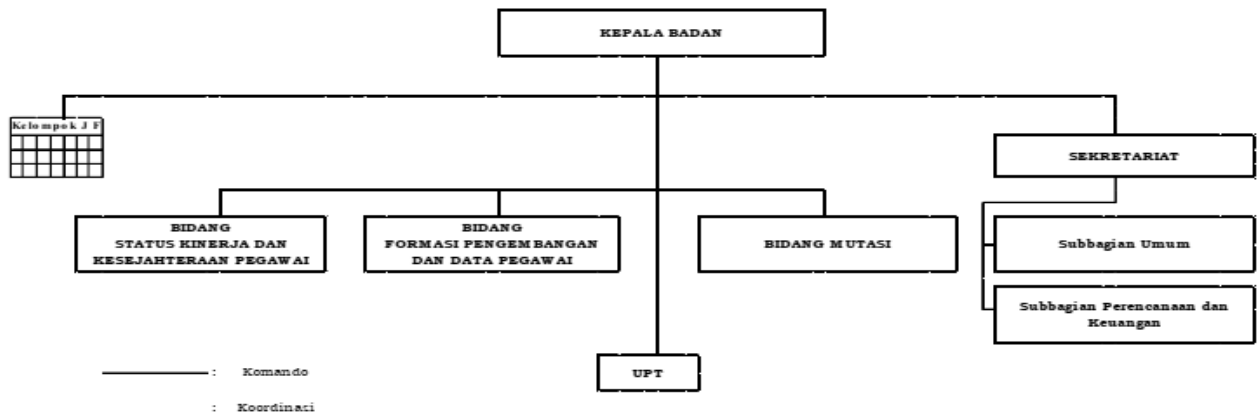 KEPALA BADAN
Kelompok J F
SEKRETARIAT
BIDANG
STATUS KINERJA DAN
KESEJAHTERAAN PEGAWAI
BIDANG
FORMASI PENGEMBANGAN
DAN DATA PEGAWAI
BIDANG MUTASI
Subbagian Umum
Subbagian Perencanaan dan
Keuangan
UPT
: Komando
: Koordinasi